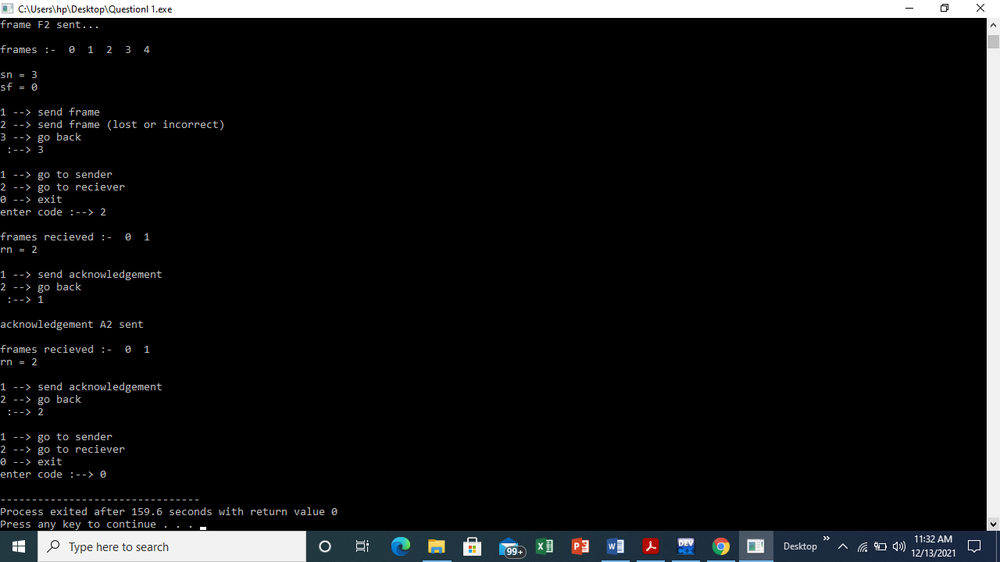 C:\Users\hp\Desktop\QuestionI 1.exe
frame F2 sent...
frames :-  0  1  2  3  4
sn = 3
sf = 0
1 --> send frame
2 --> send frame (lost or incorrect)
3 --> go back
 :--> 3
1 --> go to sender
2 --> go to reciever
0 --> exit
enter code :--> 2
frames recieved :-  0  1
rn = 2
1 --> send acknowledgement
2 --> go back
 :--> 1
acknowledgement A2 sent
frames recieved :-  0  1
rn = 2
1 --> send acknowledgement
2 --> go back
 :--> 2
1 --> go to sender
2 --> go to reciever
0 --> exit
enter code :--> 0
--------------------------------
Process exited after 159.6 seconds with return value 0
Press any key to continue . . .
Type here to search
99+
DEV
Desktop
11:32 AM
12/13/2021